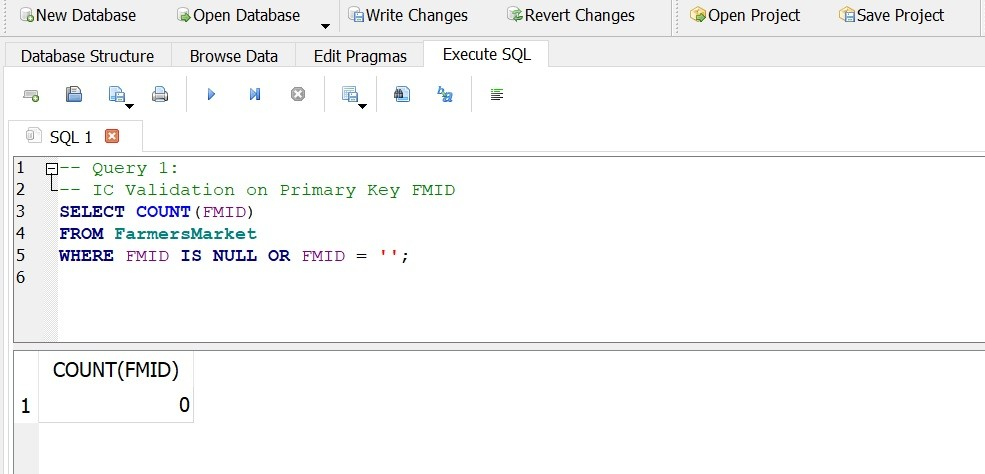 New Database Open Database Write Changes Revert Changes Open Project Save Project
Database Structure Browse Data Edit Pragmas Execute SQL
SQL 1
1 -- Query 1:
2 -- IC Validation on Primary Key FMID
3 SELECT COUNT(FMID)
4 FROM FarmersMarket
5 WHERE FMID IS NULL OR FMID = '';
6
COUNT(FMID)
1 0